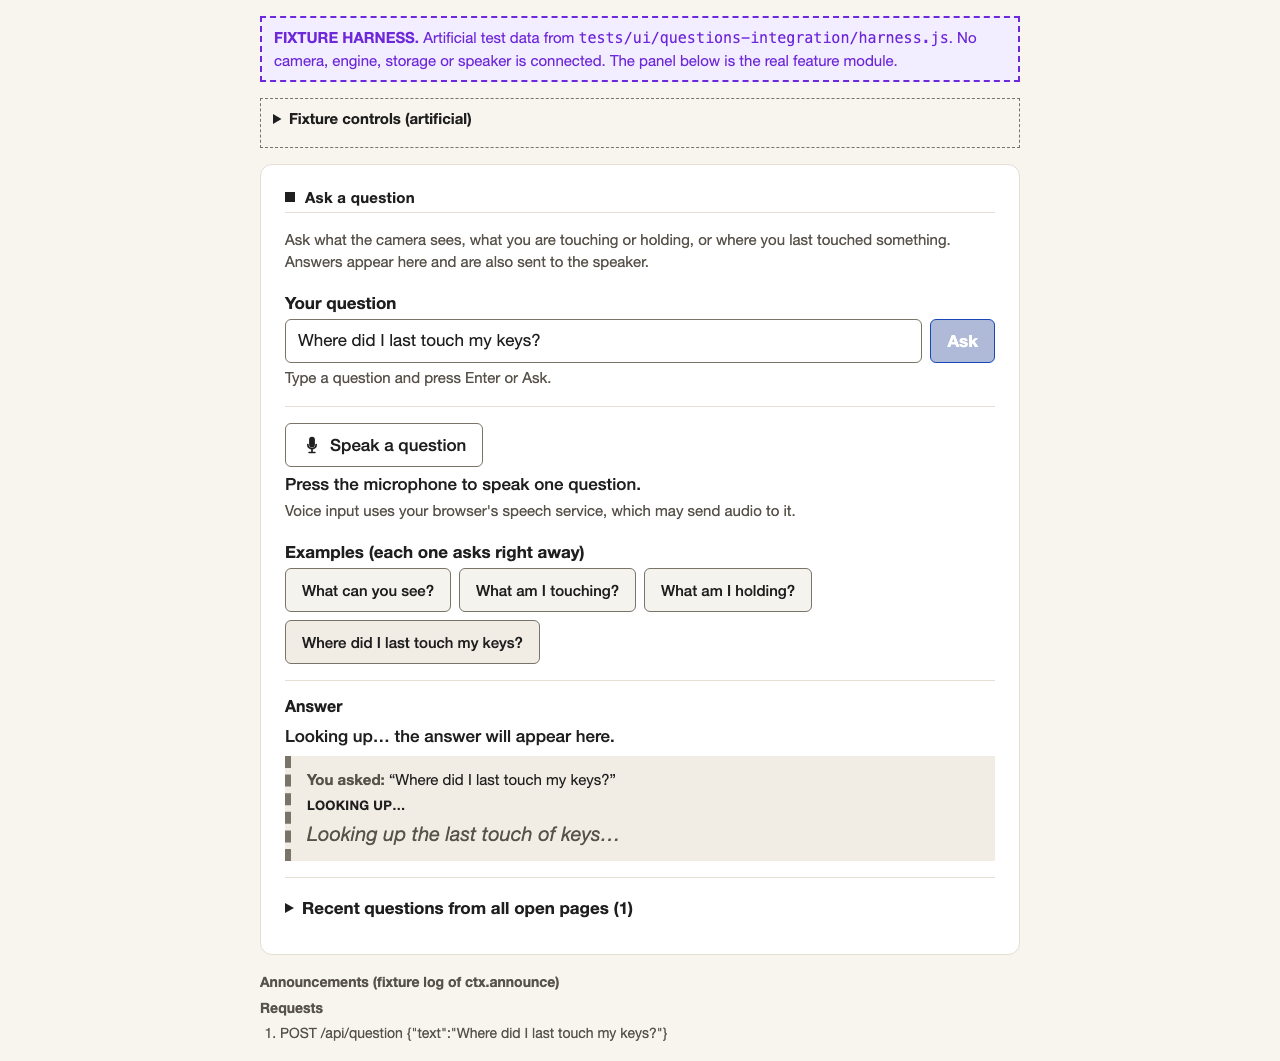 FIXTURE HARNESS. Artificial test data from tests/ui/questions-integration/harness.js. No
camera, engine, storage or speaker is connected. The panel below is the real feature module.
Fixture controls (artificial)
Ask a question
Ask what the camera sees, what you are touching or holding, or where you last touched something.
Answers appear here and are also sent to the speaker.
Your question
Where did I last touch my keys?
Ask
Type a question and press Enter or Ask.
Speak a question
Press the microphone to speak one question.
Voice input uses your browser's speech service, which may send audio to it.
Examples (each one asks right away)
What can you see?
What am I touching?
What am I holding?
Where did I last touch my keys?
Answer
Looking up… the answer will appear here.
You asked: “Where did I last touch my keys?”
LOOKING UP…
Looking up the last touch of keys…
Recent questions from all open pages (1)
Announcements (fixture log of ctx.announce)
Requests
1. POST /api/question {"text":"Where did I last touch my keys?"}